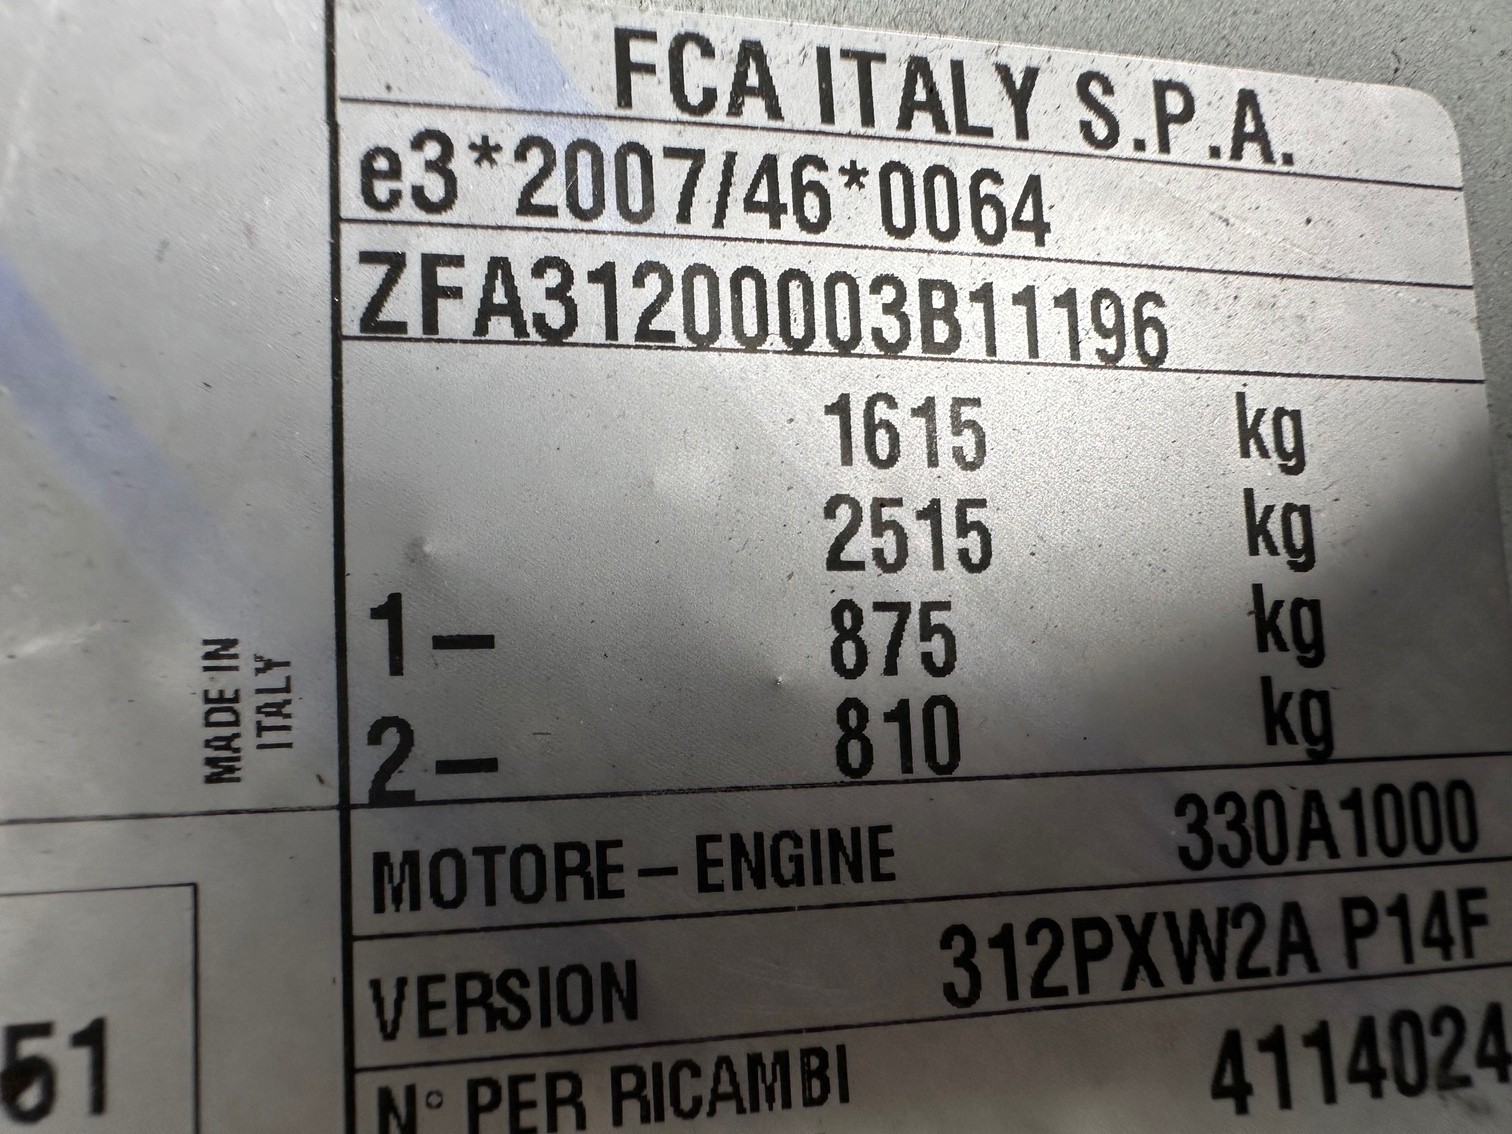 FCA ITALY S.P.A.
e3*2007/46*0064
ZFA31200003B11196
1615 kg
2515 kg
1– 875 kg
2– 810 kg
MADE IN
ITALY
MOTORE – ENGINE 330A1000
VERSION 312PXW2A P14F
N° PER RICAMBI 4114024
51